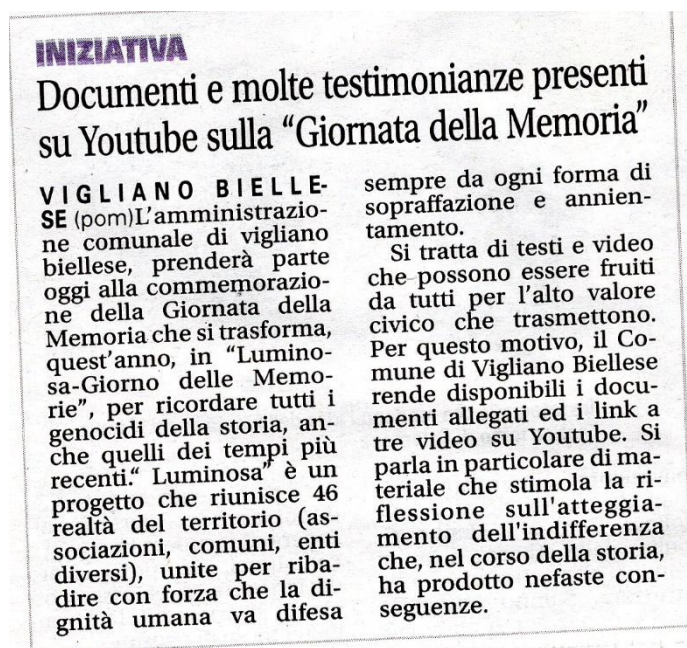 INIZIATIVA
Documenti e molte testimonianze presenti
su Youtube sulla “Giornata della Memoria”
VIGLIANO BIELLE-
SE (pom)L’amministrazio-
ne comunale di vigliano
biellese, prenderà parte
oggi alla commemorazio-
ne della Giornata della
Memoria che si trasforma,
quest’anno, in “Lumino-
sa-Giorno delle Memo-
rie”, per ricordare tutti i
genocidi della storia, an-
che quelli dei tempi più
recenti.“ Luminosa” è un
progetto che riunisce 46
realtà del territorio (as-
sociazioni, comuni, enti
diversi), unite per riba-
dire con forza che la di-
gnità umana va difesa
sempre da ogni forma di
sopraffazione e annien-
tamento.
Si tratta di testi e video
che possono essere fruiti
da tutti per l’alto valore
civico che trasmettono.
Per questo motivo, il Co-
mune di Vigliano Biellese
rende disponibili i docu-
menti allegati ed i link a
tre video su Youtube. Si
parla in particolare di ma-
teriale che stimola la ri-
flessione sull’atteggia-
mento dell'indifferenza
che, nel corso della storia,
ha prodotto nefaste con-
seguenze.